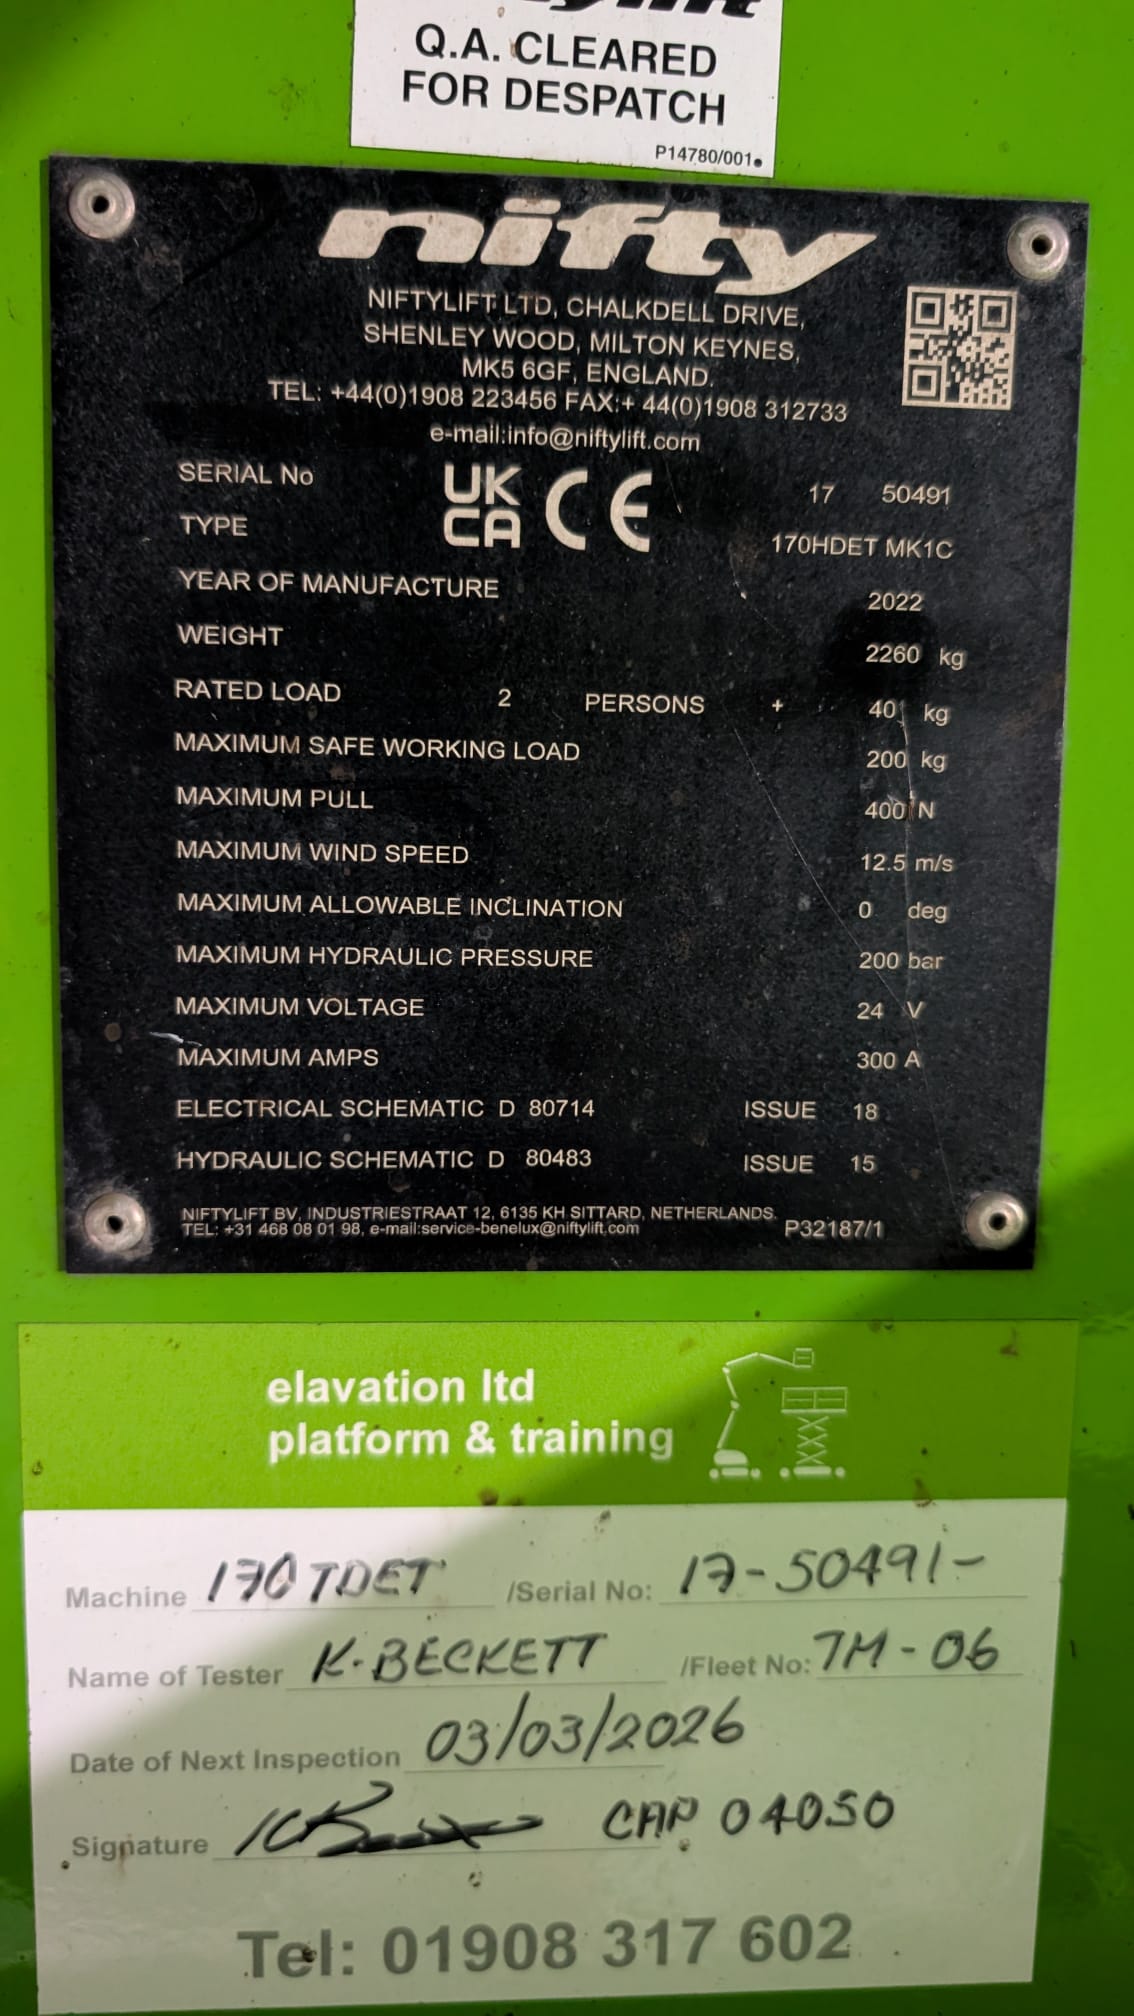 Q.A. CLEARED
FOR DESPATCH
P14780/001
nifty
NIFTYLIFT LTD, CHALKDELL DRIVE,
SHENLEY WOOD, MILTON KEYNES,
MK5 6GF, ENGLAND.
TEL: +44(0)1908 223456 FAX:+ 44(0)1908 312733
e-mail:info@niftylift.com
SERIAL No UKCA CE 17 50491
TYPE 170HDET MK1C
YEAR OF MANUFACTURE 2022
WEIGHT 2260 kg
RATED LOAD 2 PERSONS + 40 kg
MAXIMUM SAFE WORKING LOAD 200 kg
MAXIMUM PULL 400 N
MAXIMUM WIND SPEED 12.5 m/s
MAXIMUM ALLOWABLE INCLINATION 0 deg
MAXIMUM HYDRAULIC PRESSURE 200 bar
MAXIMUM VOLTAGE 24 V
MAXIMUM AMPS 300 A
ELECTRICAL SCHEMATIC D 80714 ISSUE 18
HYDRAULIC SCHEMATIC D 80483 ISSUE 15
NIFTYLIFT BV, INDUSTRIESTRAAT 12, 6135 KH SITTARD, NETHERLANDS.
TEL: +31 468 08 01 98, e-mail:service-benelux@niftylift.com P32187/1
elavation ltd
platform & training
Machine 170 TDET /Serial No: 17-50491-
Name of Tester K.BECKETT /Fleet No: TM-06
Date of Next Inspection 03/03/2026
Signature CAP 04050
Tel: 01908 317 602